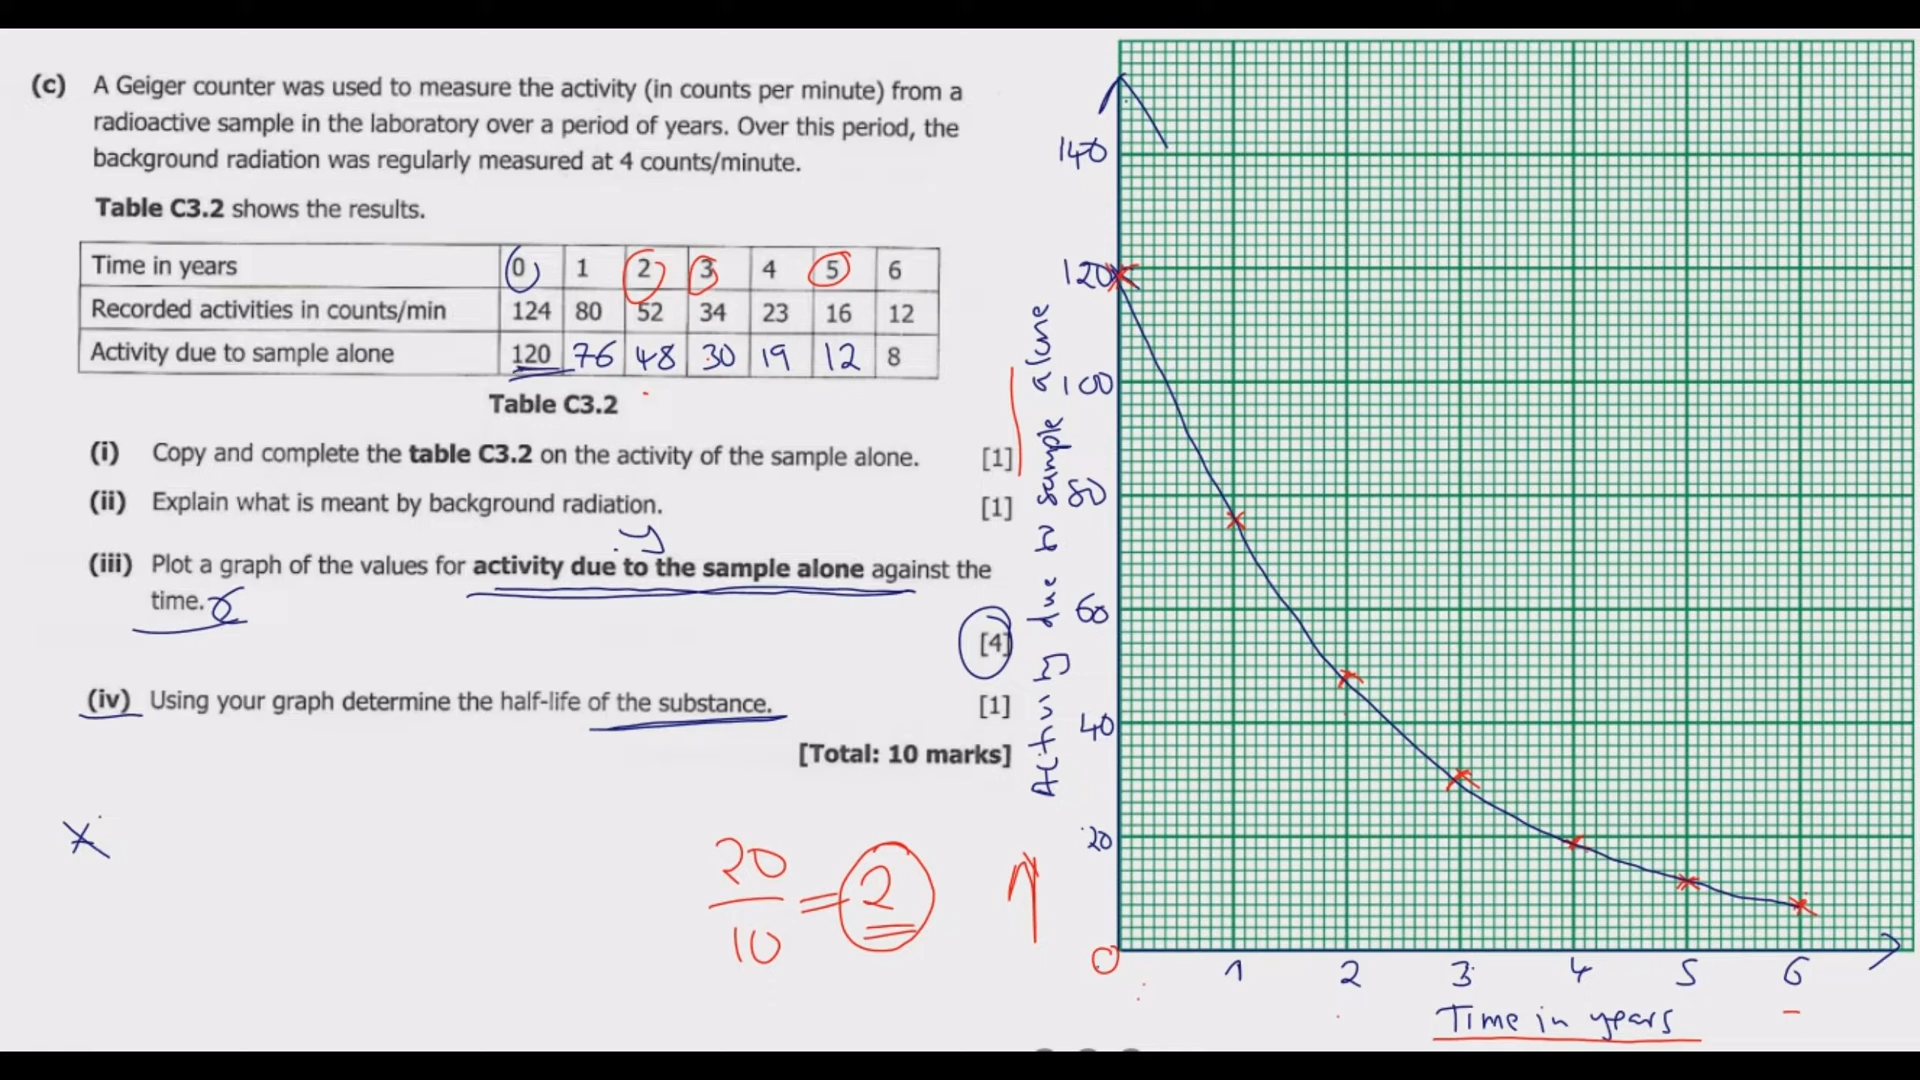 (c) A Geiger counter was used to measure the activity (in counts per minute) from a
radioactive sample in the laboratory over a period of years. Over this period, the
background radiation was regularly measured at 4 counts/minute.
Table C3.2 shows the results.
Time in years 0 1 2 3 4 5 6
Recorded activities in counts/min 124 80 52 34 23 16 12
Activity due to sample alone 120 76 48 30 19 12 8
Table C3.2
(i) Copy and complete the table C3.2 on the activity of the sample alone. [1]
(ii) Explain what is meant by background radiation. [1]
y
(iii) Plot a graph of the values for activity due to the sample alone against the
time. x
[4]
(iv) Using your graph determine the half-life of the substance. [1]
[Total: 10 marks]
x
20
10
= 2
Activity due to sample alone
140
120
100
80
60
40
20
0
1 2 3 4 5 6
Time in years